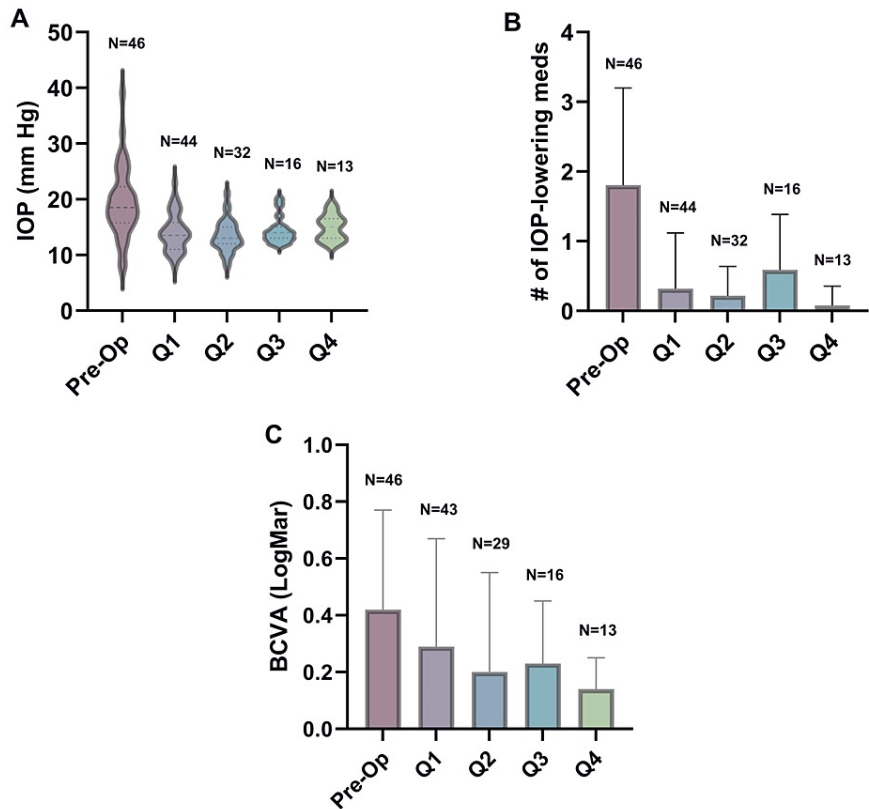 A
IOP (mm Hg)
50
40
30
20
10
0
N=46
N=44
N=32
N=16
N=13
Pre-Op
Q1
Q2
Q3
Q4
B
# of IOP-lowering meds
4
3
2
1
0
N=46
N=44
N=32
N=16
N=13
Pre-Op
Q1
Q2
Q3
Q4
C
BCVA (LogMar)
1.0
0.8
0.6
0.4
0.2
0.0
N=46
N=43
N=29
N=16
N=13
Pre-Op
Q1
Q2
Q3
Q4